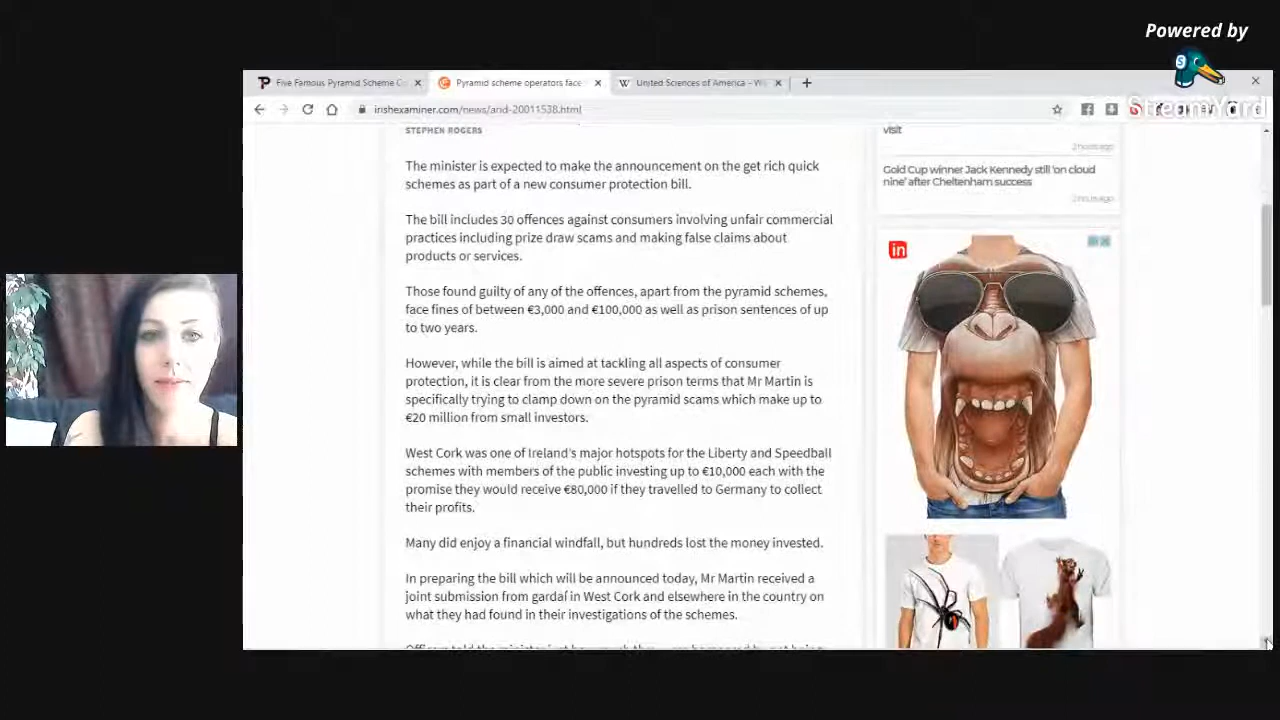 Powered by
StreamYard
Five Famous Pyramid Scheme
Pyramid scheme operators face
United Sciences of America - W
irishexaminer.com/news/arid-20011538.html
STEPHEN ROGERS
The minister is expected to make the announcement on the get rich quick
schemes as part of a new consumer protection bill.
The bill includes 30 offences against consumers involving unfair commercial
practices including prize draw scams and making false claims about
products or services.
Those found guilty of any of the offences, apart from the pyramid schemes,
face fines of between €3,000 and €100,000 as well as prison sentences of up
to two years.
However, while the bill is aimed at tackling all aspects of consumer
protection, it is clear from the more severe prison terms that Mr Martin is
specifically trying to clamp down on the pyramid scams which make up to
€20 million from small investors.
West Cork was one of Ireland's major hotspots for the Liberty and Speedball
schemes with members of the public investing up to €10,000 each with the
promise they would receive €80,000 if they travelled to Germany to collect
their profits.
Many did enjoy a financial windfall, but hundreds lost the money invested.
In preparing the bill which will be announced today, Mr Martin received a
joint submission from gardaí in West Cork and elsewhere in the country on
what they had found in their investigations of the schemes.
visit
2 hours ago
Gold Cup winner Jack Kennedy still 'on cloud
nine' after Cheltenham success
2 hours ago
in